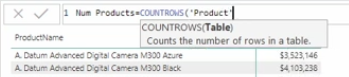 1 Num Products=COUNTROWS('Product'
COUNTROWS(Table)
Counts the number of rows in a table.
ProductName
A. Datum Advanced Digital Camera M300 Azure $3,523,146
A. Datum Advanced Digital Camera M300 Black $4,103,238